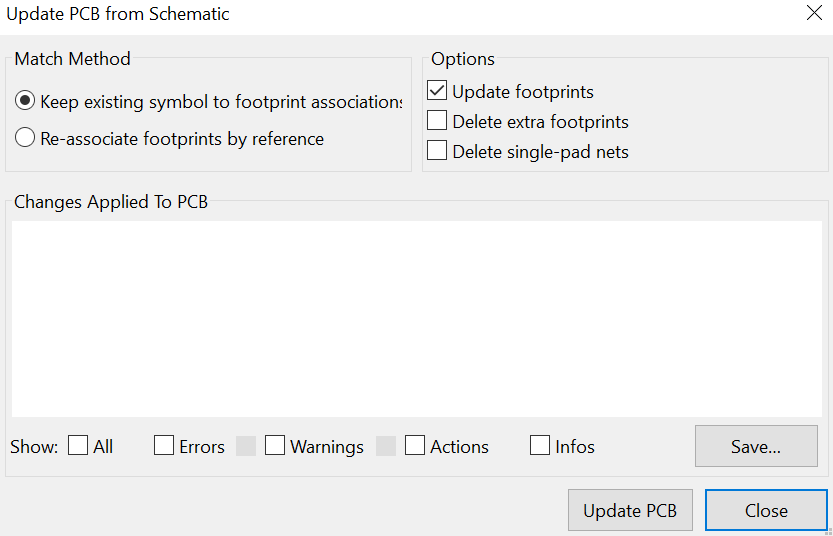 Update PCB from Schematic
Match Method
Keep existing symbol to footprint associations
Re-associate footprints by reference
Options
Update footprints
Delete extra footprints
Delete single-pad nets
Changes Applied To PCB
Show: All Errors Warnings Actions Infos Save...
Update PCB Close